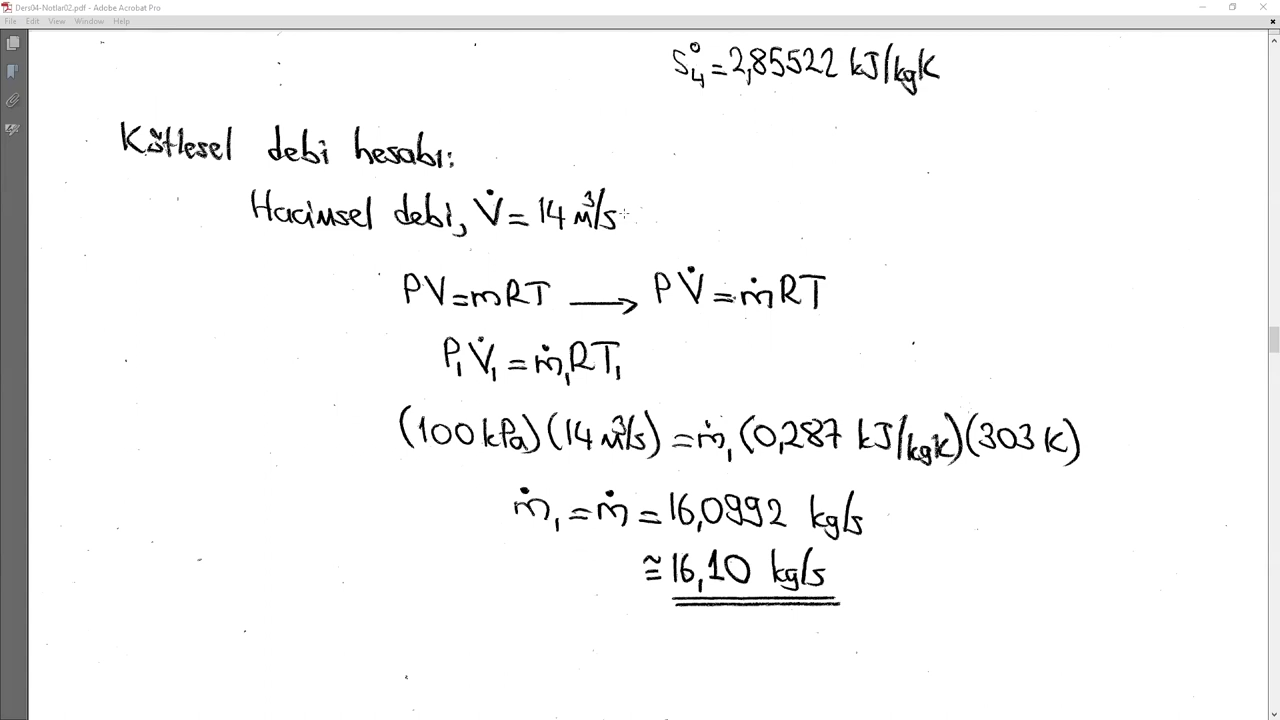 Ders04-Notlar02.pdf - Adobe Acrobat Pro
File Edit View Window Help
S₄° = 2,85522 kJ/kgK
Kütlesel debi hesabı:
Hacimsel debi, V̇ = 14 m³/s
PV = mRT → PV̇ = ṁRT
P₁V̇₁ = ṁ₁RT₁
(100 kPa)(14 m³/s) = ṁ₁ (0,287 kJ/kgK)(303 K)
ṁ₁ = ṁ = 16,0992 kg/s
≅ 16,10 kg/s